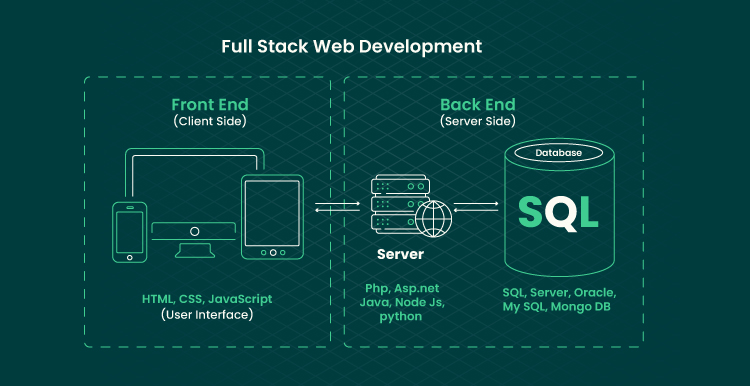 Full Stack Web Development
Front End
(Client Side)
HTML, CSS, JavaScript
(User Interface)
Back End
(Server Side)
Server
Php, Asp.net
Java, Node Js,
python
Database
SQL
SQL, Server, Oracle,
My SQL, Mongo DB